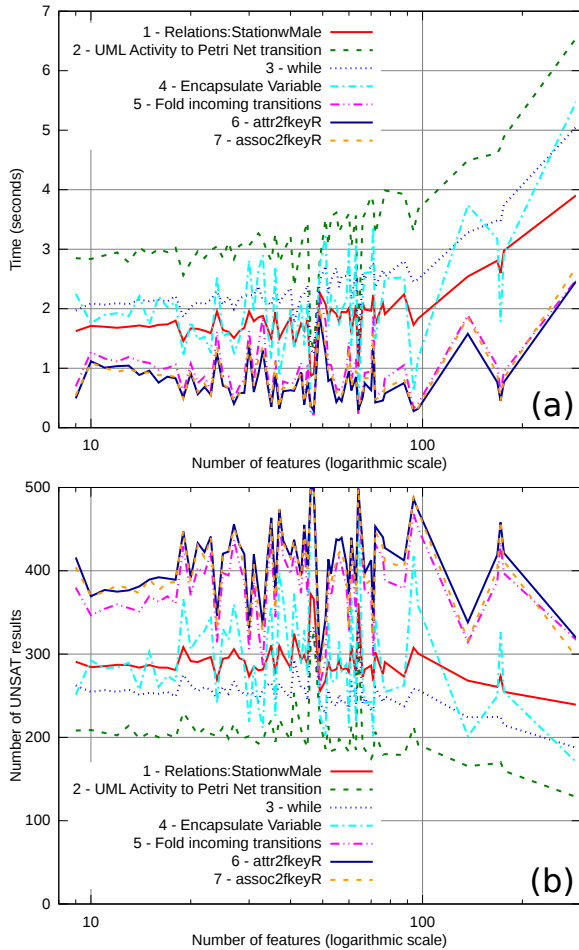 7
6
5
4
3
2
1
0
Time (seconds)
1 - Relations:StationwMale
2 - UML Activity to Petri Net transition
3 - while
4 - Encapsulate Variable
5 - Fold incoming transitions
6 - attr2fkeyR
7 - assoc2fkeyR
(a)
10 100
Number of features (logarithmic scale)
500
400
300
200
100
0
Number of UNSAT results
1 - Relations:StationwMale
2 - UML Activity to Petri Net transition
3 - while
4 - Encapsulate Variable
5 - Fold incoming transitions
6 - attr2fkeyR
7 - assoc2fkeyR
(b)
10 100
Number of features (logarithmic scale)